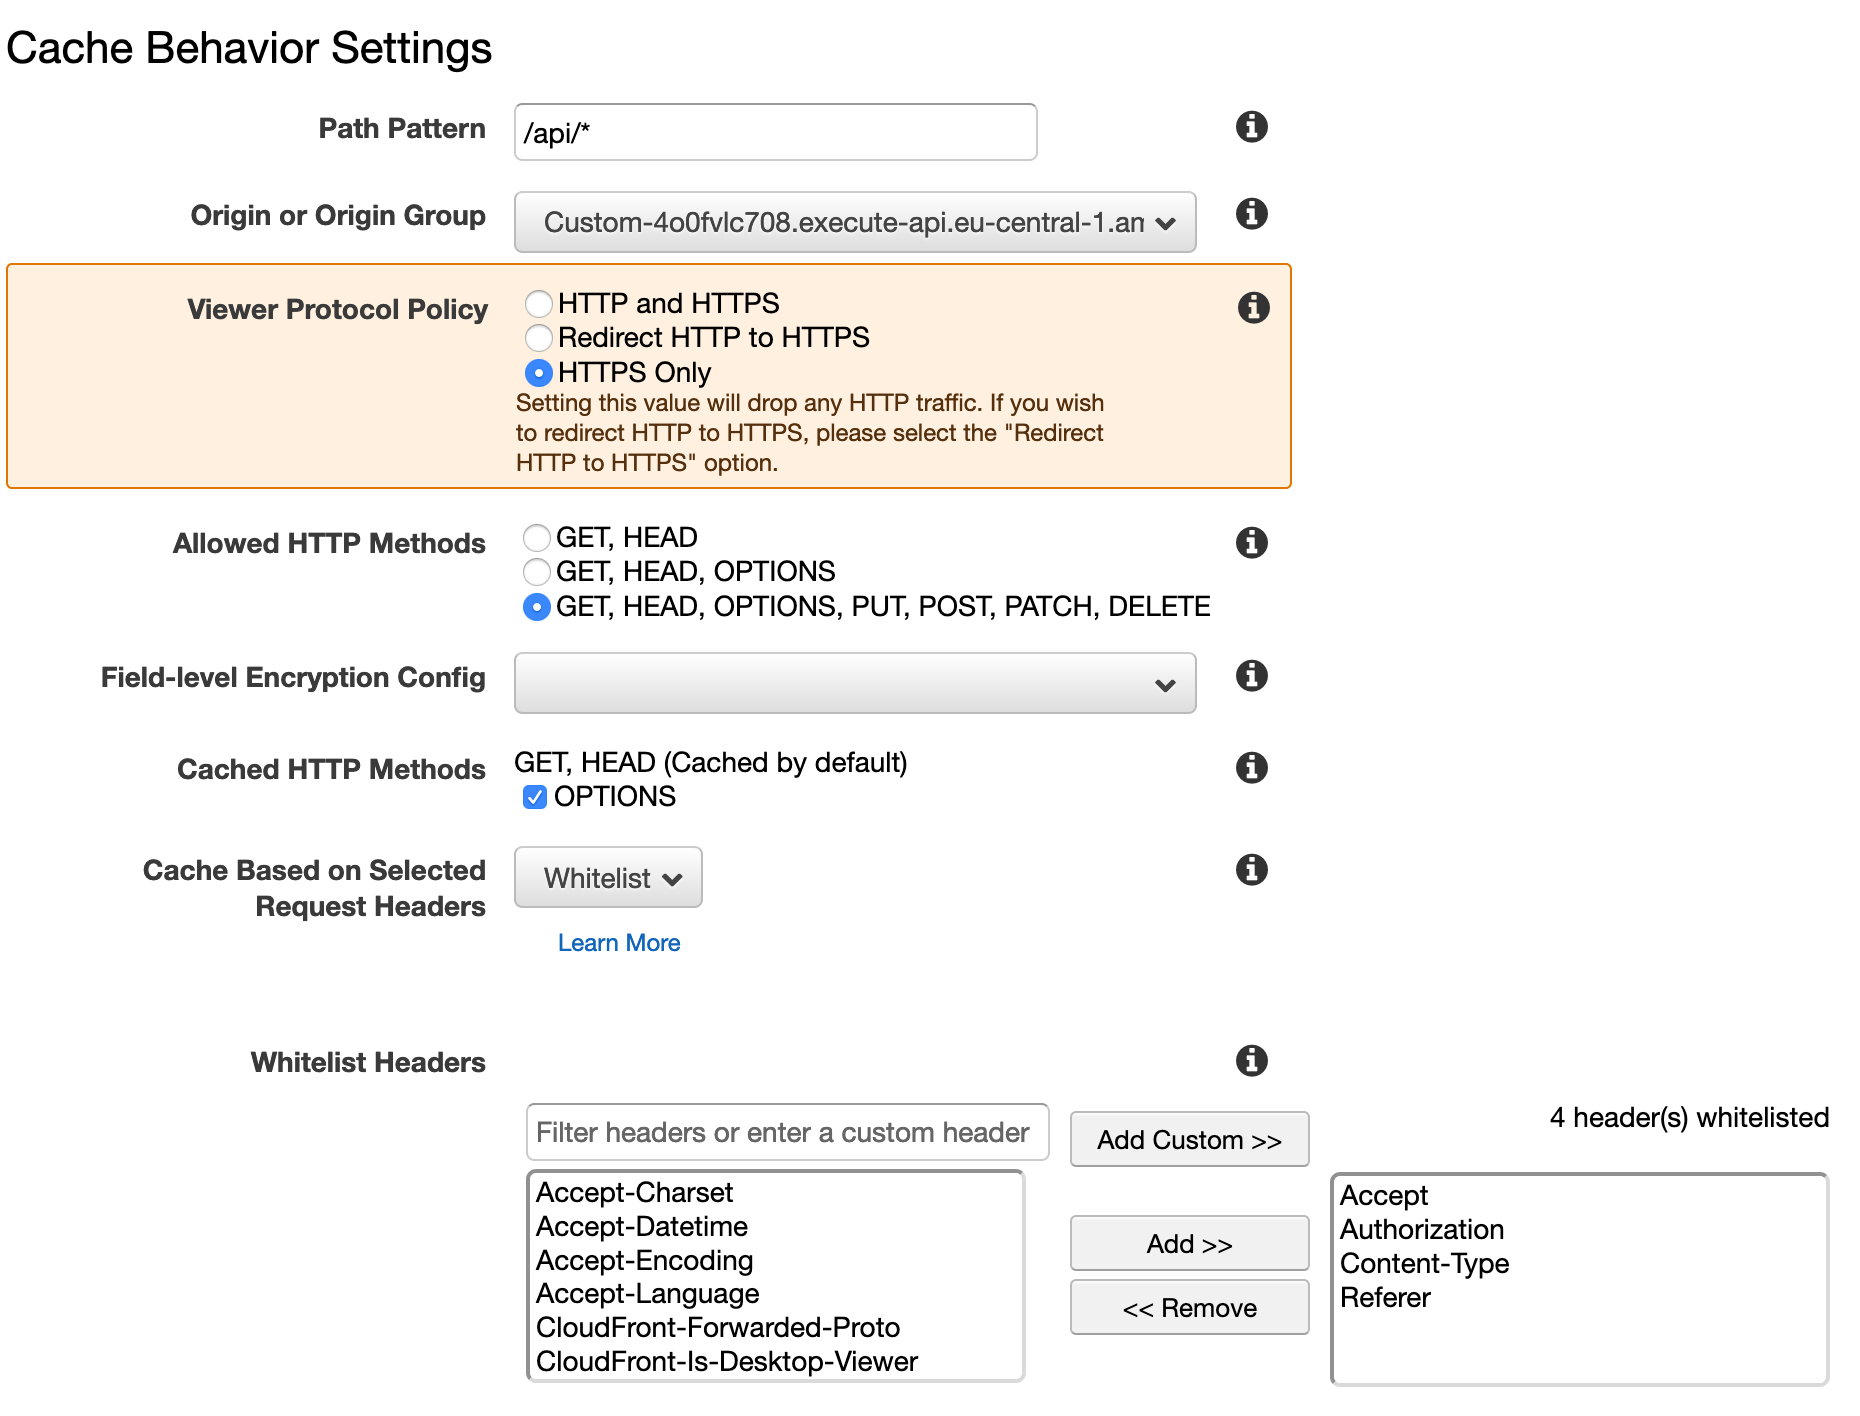 Cache Behavior Settings
Path Pattern
/api/*
Origin or Origin Group
Custom-4o0fvlc708.execute-api.eu-central-1.am
Viewer Protocol Policy
HTTP and HTTPS
Redirect HTTP to HTTPS
HTTPS Only
Setting this value will drop any HTTP traffic. If you wish
to redirect HTTP to HTTPS, please select the "Redirect
HTTP to HTTPS" option.
Allowed HTTP Methods
GET, HEAD
GET, HEAD, OPTIONS
GET, HEAD, OPTIONS, PUT, POST, PATCH, DELETE
Field-level Encryption Config
Cached HTTP Methods
GET, HEAD (Cached by default)
OPTIONS
Cache Based on Selected
Request Headers
Whitelist
Learn More
Whitelist Headers
Filter headers or enter a custom header
Add Custom >>
4 header(s) whitelisted
Accept-Charset
Accept-Datetime
Accept-Encoding
Accept-Language
CloudFront-Forwarded-Proto
CloudFront-Is-Desktop-Viewer
Add >>
<< Remove
Accept
Authorization
Content-Type
Referer